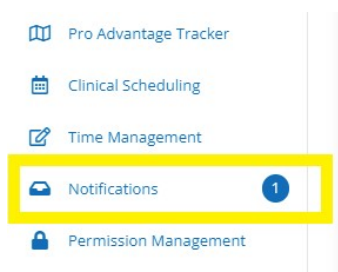 Pro Advantage Tracker
Clinical Scheduling
Time Management
Notifications 1
Permission Management